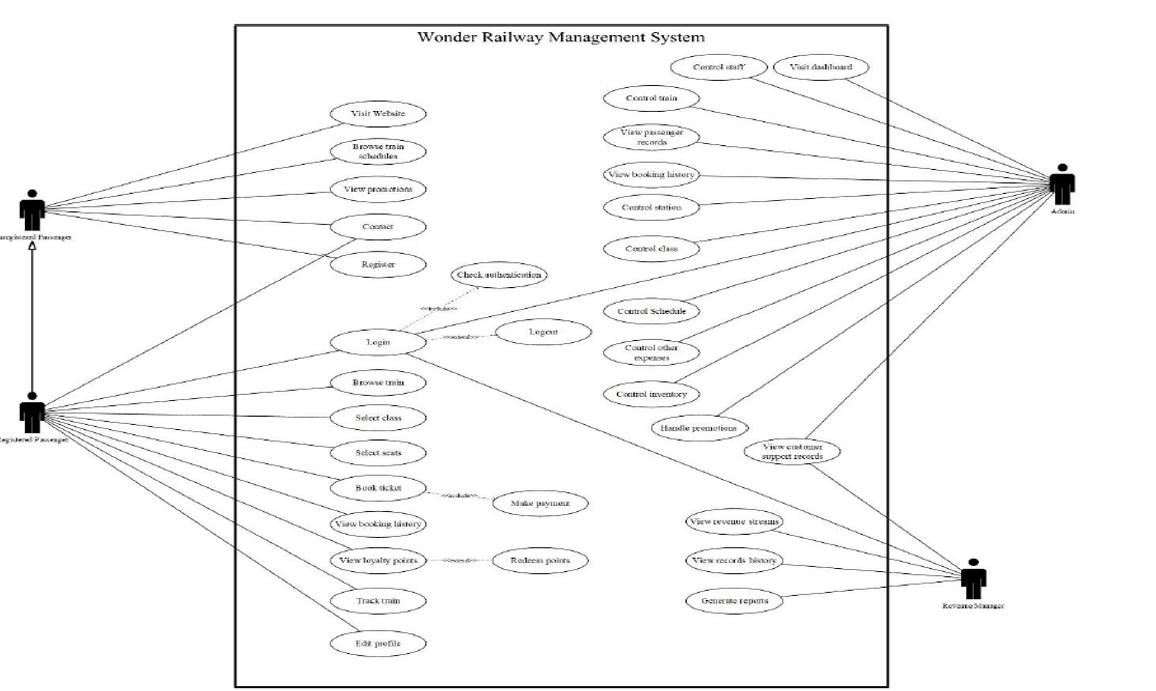 Wonder Railway Management System
Control staff
Visit dashboard
Control train
Visit Website
View passenger
records
Browse train
schedules
View booking history
View promotions
Control station
Admin
Contact
nregistered Passenger
Control class
Register
Check authentication
<<include>>
Control Schedule
Logout
<<extend>>
Login
Control other
expenses
Browse train
Control inventory
Select class
Handle promotions
Registered Passenger
View customer
support records
Select seats
Book ticket
<<include>>
Make payment
View booking history
View revenue streams
View loyalty points
<<extend>>
Redeem points
View records history
Track train
Generate reports
Revenue Manager
Edit profile